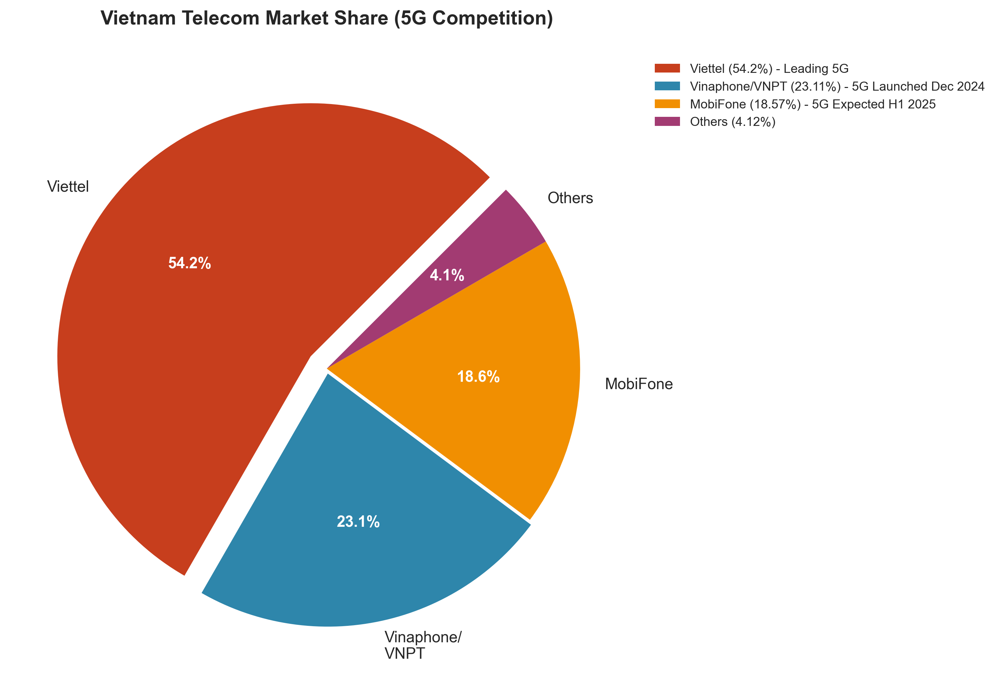 Vietnam Telecom Market Share (5G Competition)
Viettel (54.2%) - Leading 5G
Vinaphone/VNPT (23.11%) - 5G Launched Dec 2024
MobiFone (18.57%) - 5G Expected H1 2025
Others (4.12%)
Viettel
Others
54.2%
4.1%
18.6%
MobiFone
23.1%
Vinaphone/
VNPT